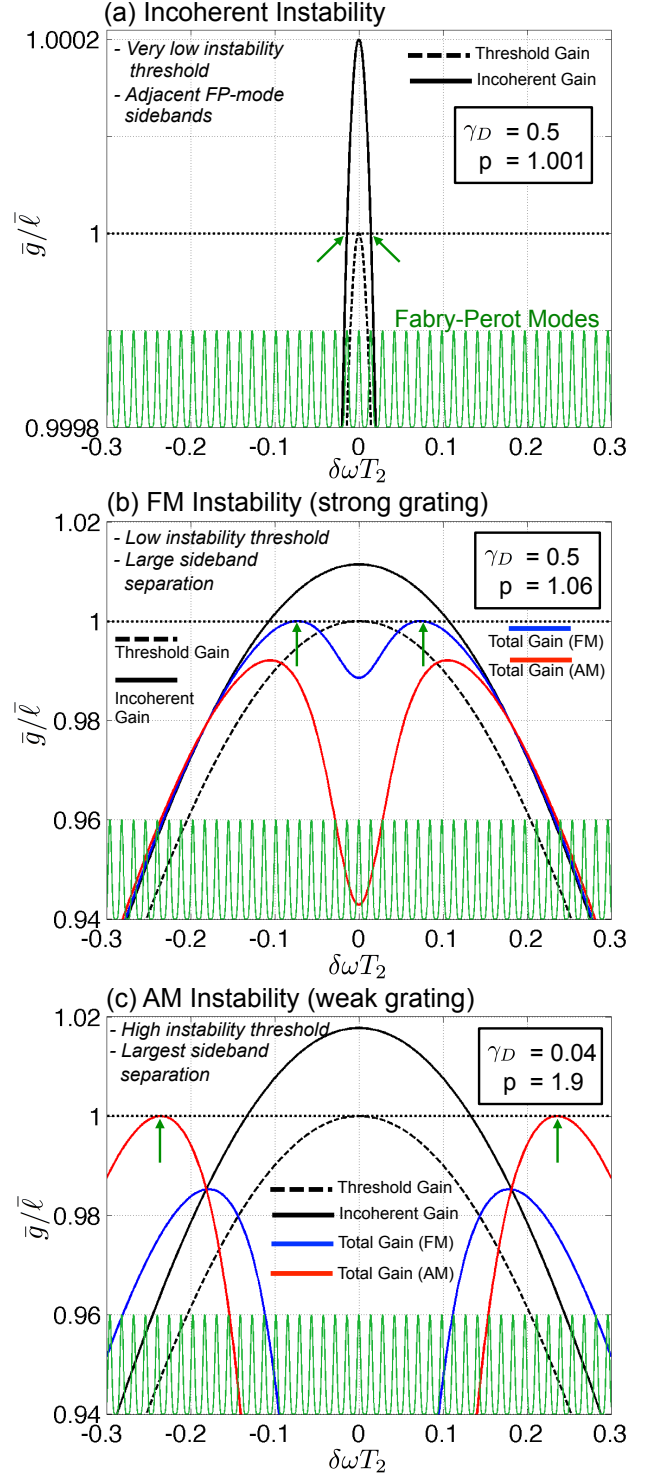 (a) Incoherent Instability
1.0002
- Very low instability
threshold
- Adjacent FP-mode
sidebands
Threshold Gain
Incoherent Gain
γ_D = 0.5
p = 1.001
ḡ/ℓ̄
1
Fabry-Perot Modes
0.9998
-0.3 -0.2 -0.1 0 0.1 0.2 0.3
δωT₂
(b) FM Instability (strong grating)
1.02
- Low instability threshold
- Large sideband
separation
γ_D = 0.5
p = 1.06
1
Threshold Gain
Incoherent
Gain
Total Gain (FM)
Total Gain (AM)
0.98
ḡ/ℓ̄
0.96
0.94
-0.3 -0.2 -0.1 0 0.1 0.2 0.3
δωT₂
(c) AM Instability (weak grating)
1.02
- High instability threshold
- Largest sideband
separation
γ_D = 0.04
p = 1.9
1
Threshold Gain
Incoherent Gain
Total Gain (FM)
Total Gain (AM)
0.98
ḡ/ℓ̄
0.96
0.94
-0.3 -0.2 -0.1 0 0.1 0.2 0.3
δωT₂